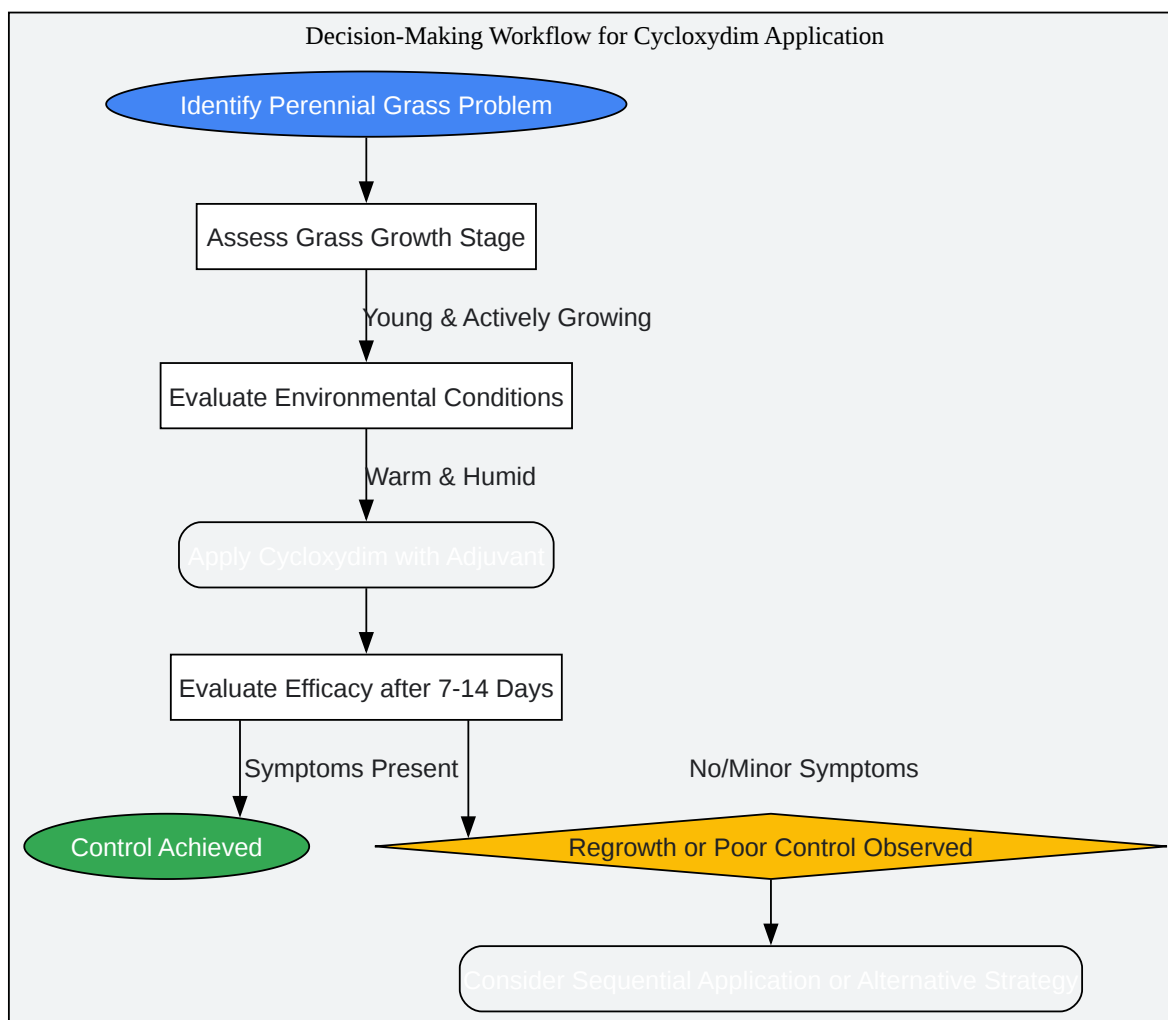 Decision-Making Workflow for Cycloxydim Application
Identify Perennial Grass Problem
Assess Grass Growth Stage
Young & Actively Growing
Evaluate Environmental Conditions
Warm & Humid
Apply Cycloxydim with Adjuvant
Evaluate Efficacy after 7-14 Days
Symptoms Present
No/Minor Symptoms
Control Achieved
Regrowth or Poor Control Observed
Consider Sequential Application or Alternative Strategy